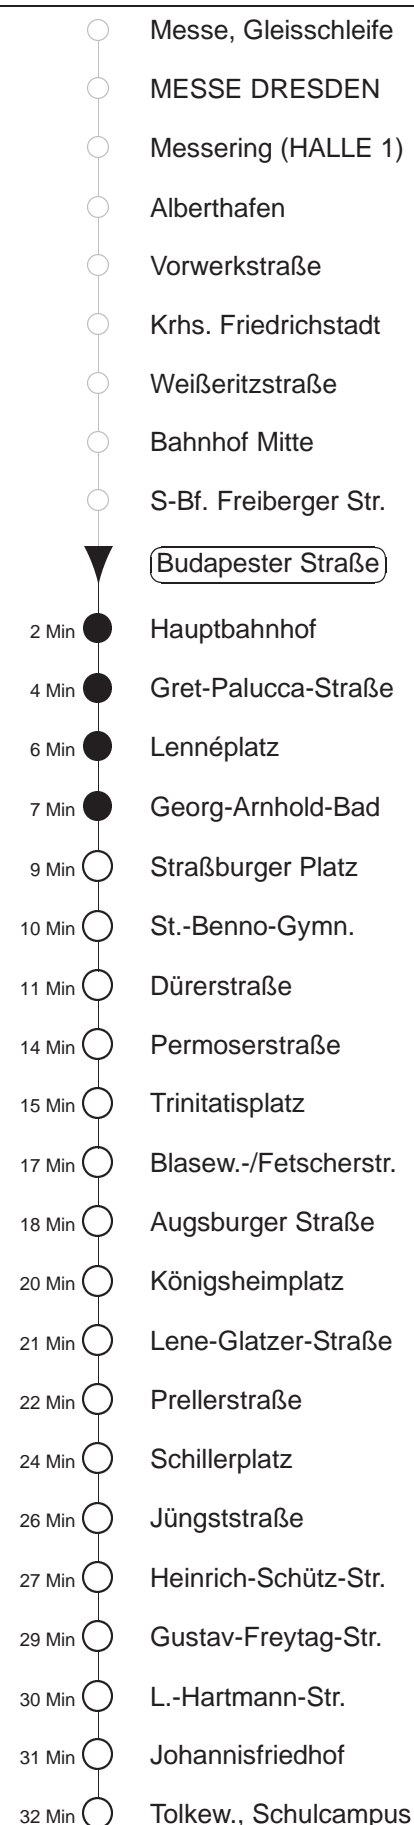 Messe, Gleisschleife
MESSE DRESDEN
Messering (HALLE 1)
Alberthafen
Vorwerkstraße
Krhs. Friedrichstadt
Weißeritzstraße
Bahnhof Mitte
S-Bf. Freiberger Str.
Budapester Straße
2 Min Hauptbahnhof
4 Min Gret-Palucca-Straße
6 Min Lennéplatz
7 Min Georg-Arnhold-Bad
9 Min Straßburger Platz
10 Min St.-Benno-Gymn.
11 Min Dürerstraße
14 Min Permoserstraße
15 Min Trinitatisplatz
17 Min Blasew.-/Fetscherstr.
18 Min Augsburger Straße
20 Min Königsheimplatz
21 Min Lene-Glatzer-Straße
22 Min Prellerstraße
24 Min Schillerplatz
26 Min Jüngststraße
27 Min Heinrich-Schütz-Str.
29 Min Gustav-Freytag-Str.
30 Min L.-Hartmann-Str.
31 Min Johannisfriedhof
32 Min Tolkew., Schulcampus